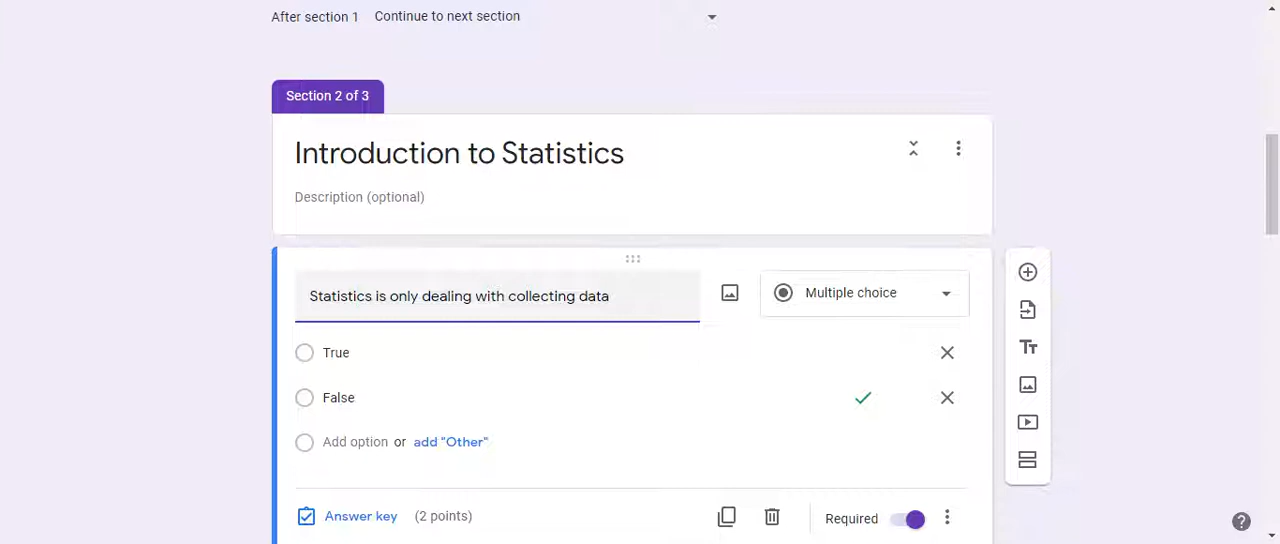 After section 1 Continue to next section
Section 2 of 3
Introduction to Statistics
Description (optional)
Statistics is only dealing with collecting data
Multiple choice
True
False
Add option or add "Other"
Answer key (2 points)
Required